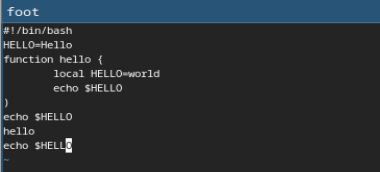 foot
#!/bin/bash
HELLO=Hello
function hello {
        local HELLO=world
        echo $HELLO
)
echo $HELLO
hello
echo $HELLO
~